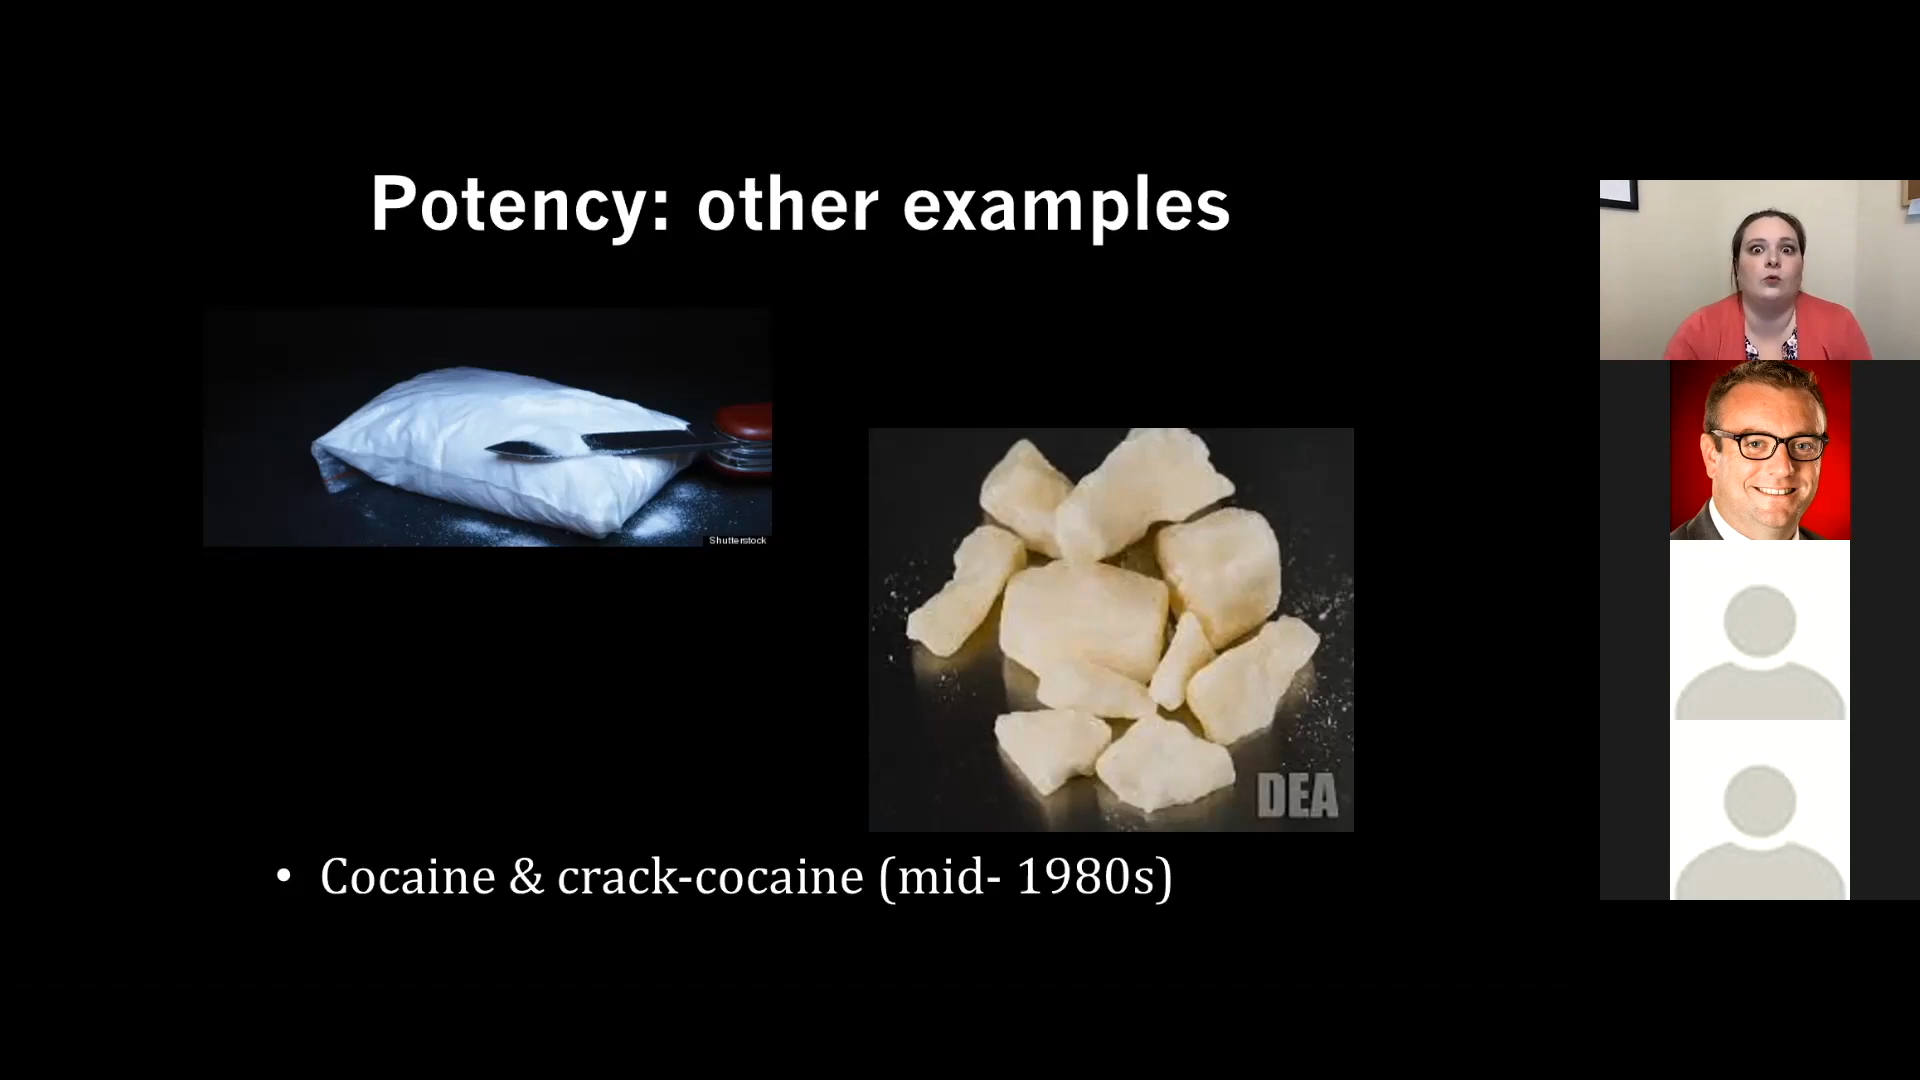 Potency: other examples
Shutterstock
DEA
• Cocaine & crack-cocaine (mid- 1980s)